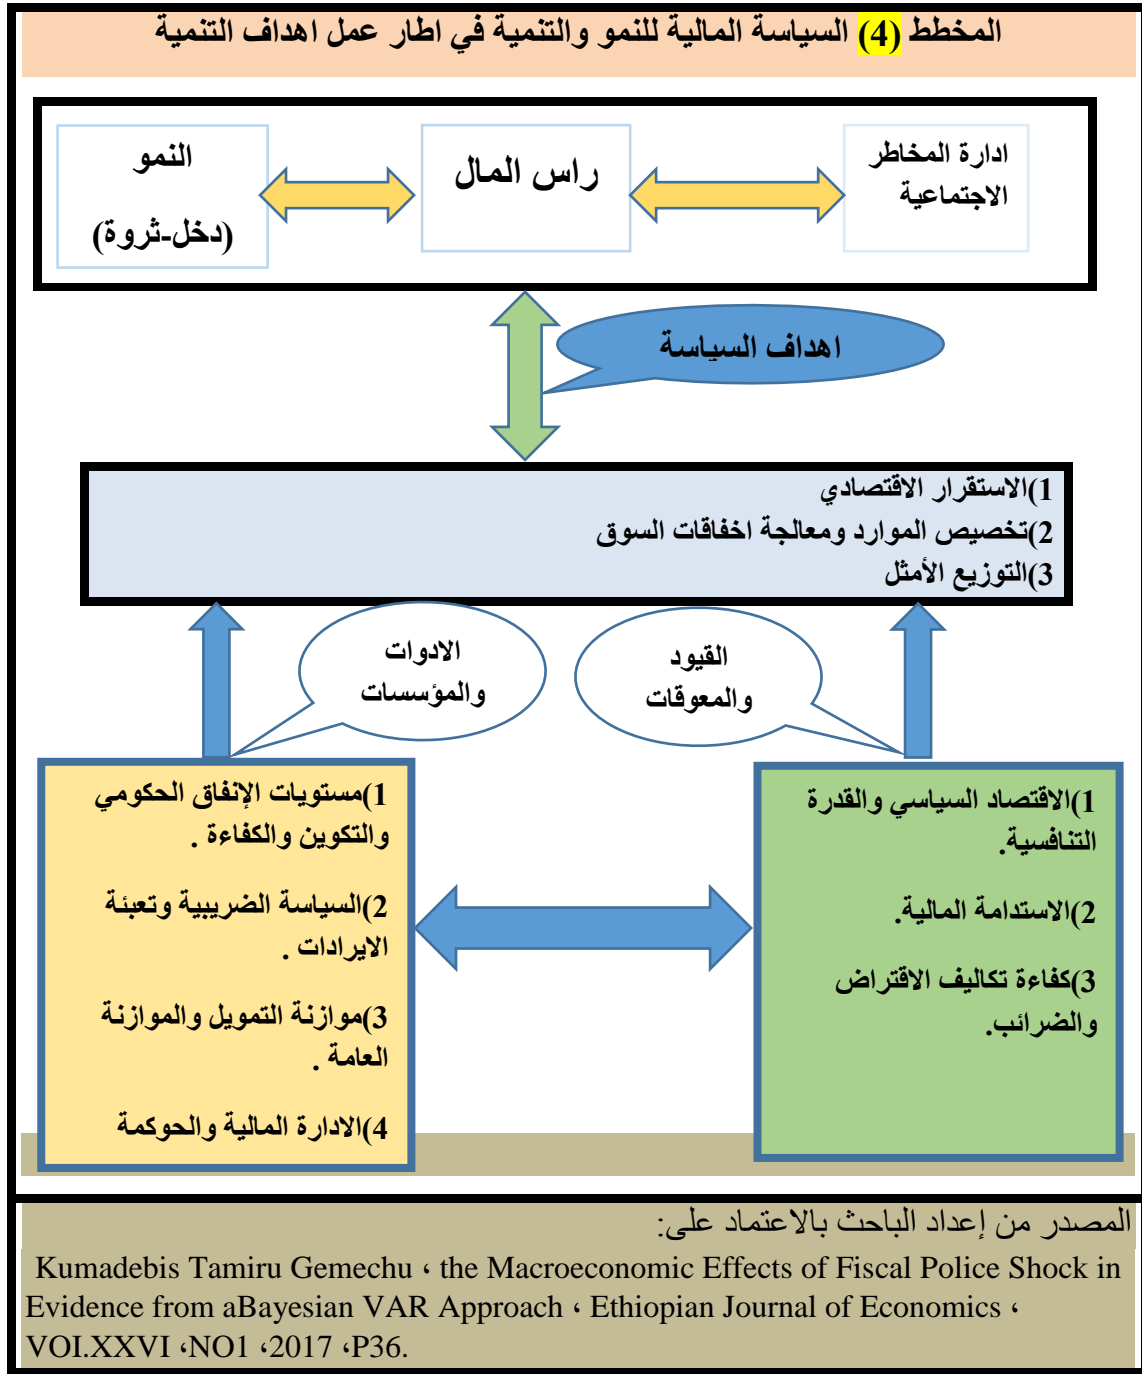 المخطط (4) السياسة المالية للنمو والتنمية في اطار عمل اهداف التنمية
ادارة المخاطر
الاجتماعية
راس المال
النمو
(دخل-ثروة)
اهداف السياسة
1)الاستقرار الاقتصادي
2)تخصيص الموارد ومعالجة اخفاقات السوق
3)التوزيع الأمثل
القيود
والمعوقات
الادوات
والمؤسسات
1)الاقتصاد السياسي والقدرة
التنافسية.
2)الاستدامة المالية.
3)كفاءة تكاليف الاقتراض
والضرائب.
1)مستويات الإنفاق الحكومي
والتكوين والكفاءة .
2)السياسة الضريبية وتعبئة
الايرادات .
3)موازنة التمويل والموازنة
العامة .
4)الادارة المالية والحوكمة
المصدر من إعداد الباحث بالاعتماد على:
Kumadebis Tamiru Gemechu ، the Macroeconomic Effects of Fiscal Police Shock in
Evidence from aBayesian VAR Approach ، Ethiopian Journal of Economics ،
VOI.XXVI ،NO1 ،2017 ،P36.